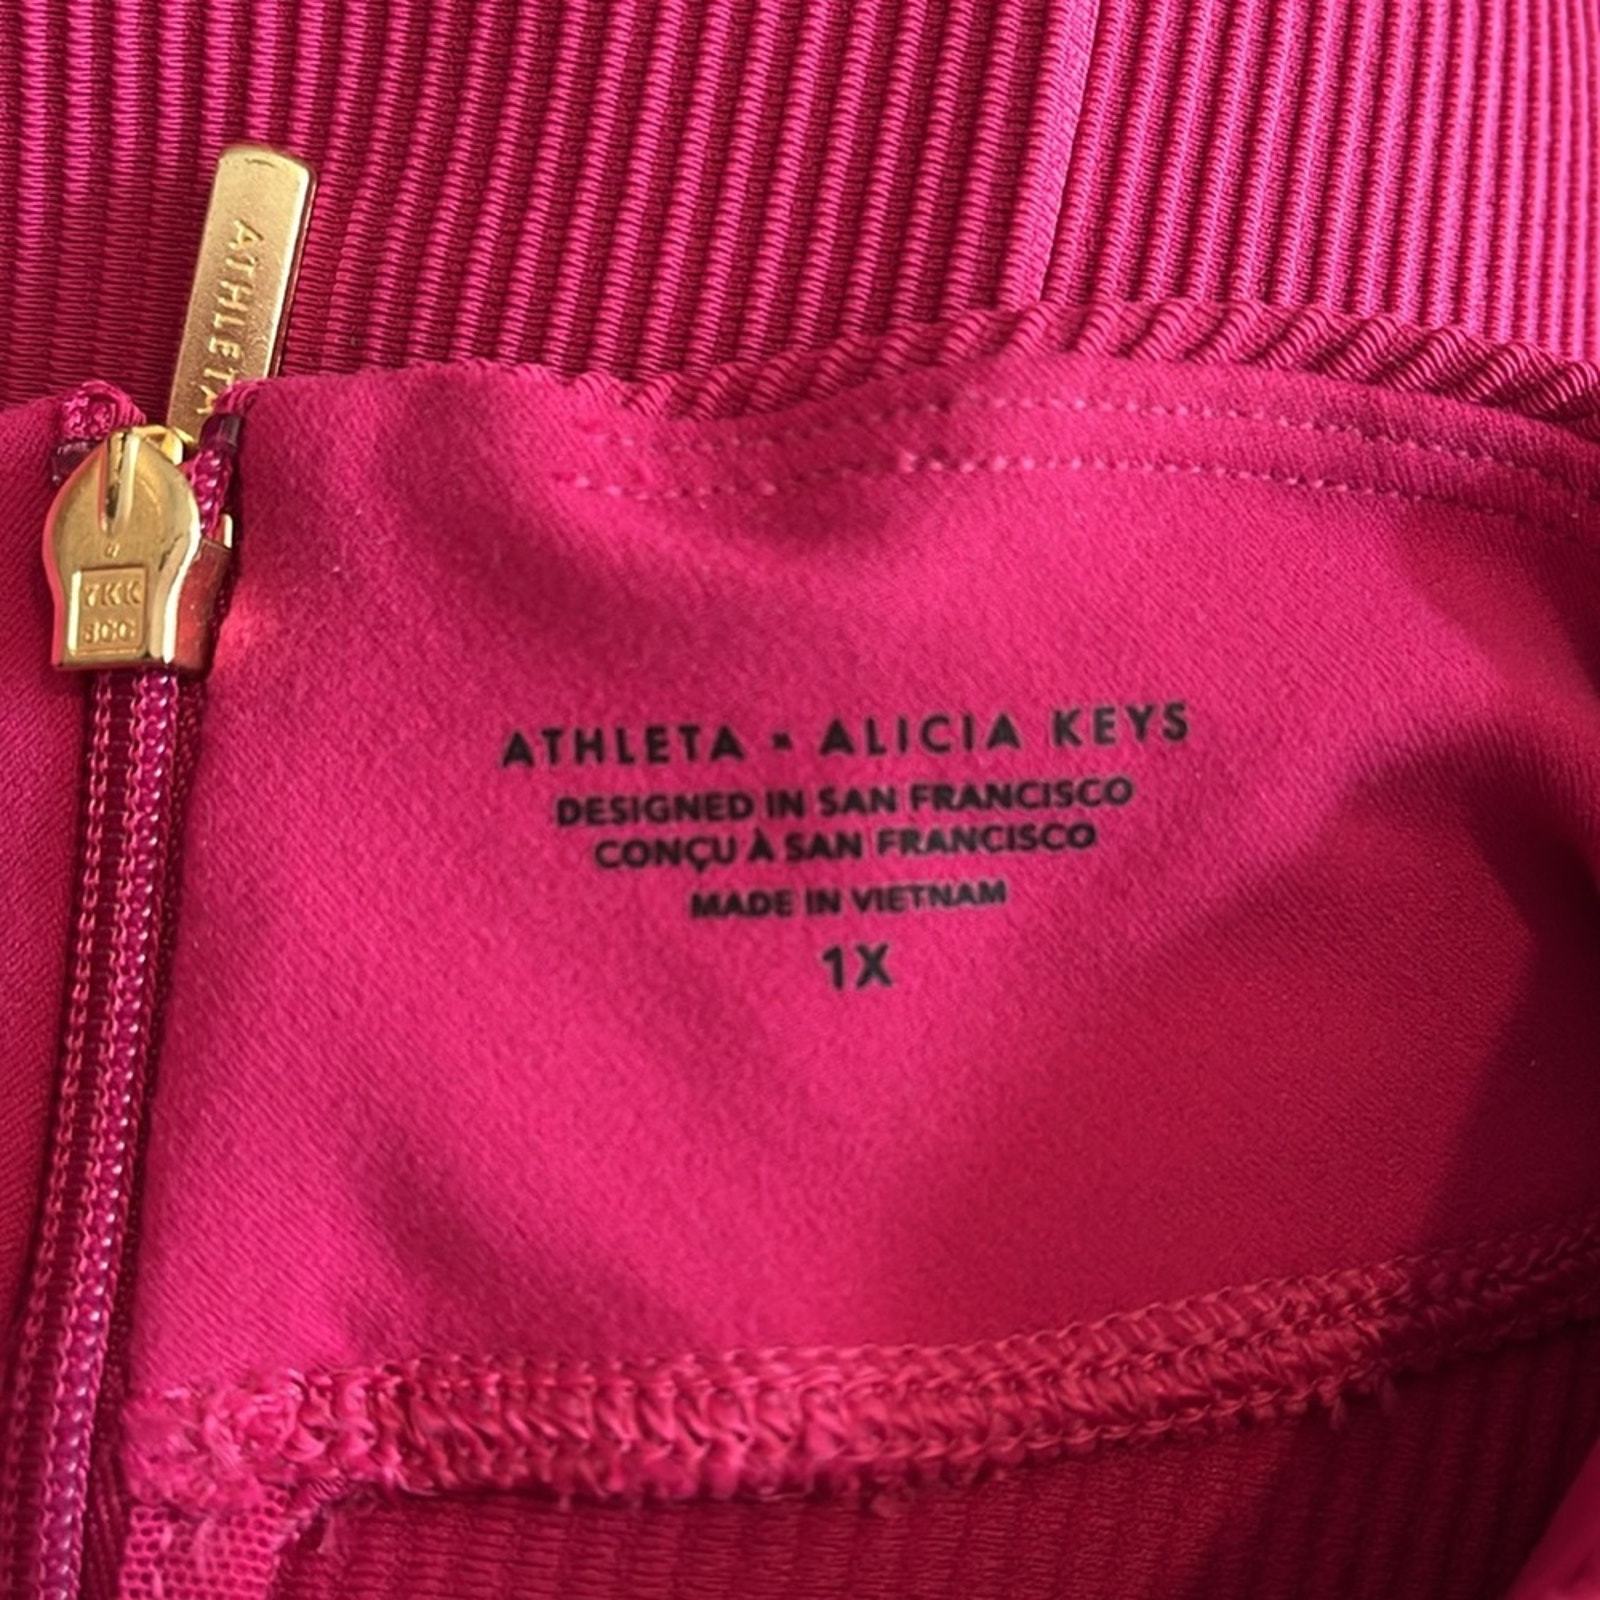 ATHLETA
YKK
ATHLETA × ALICIA KEYS
DESIGNED IN SAN FRANCISCO
CONÇU À SAN FRANCISCO
MADE IN VIETNAM
1X